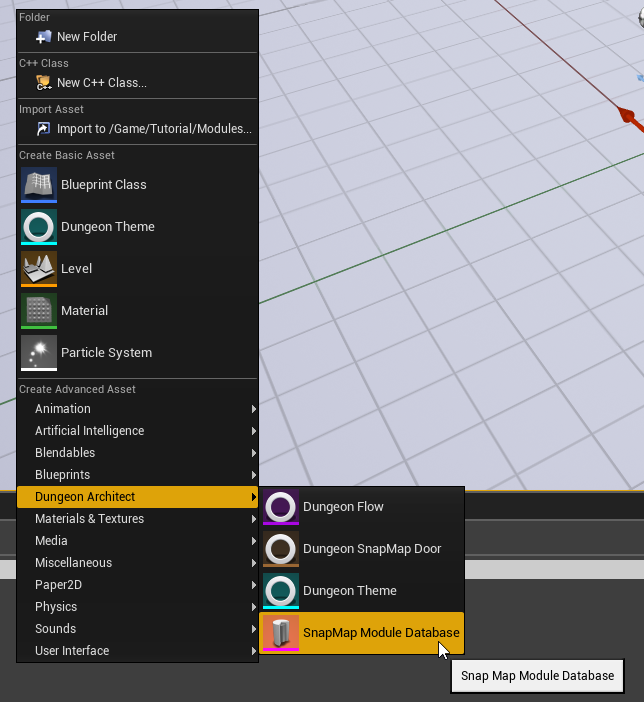 Folder
New Folder
C++ Class
New C++ Class...
Import Asset
Import to /Game/Tutorial/Modules...
Create Basic Asset
Blueprint Class
Dungeon Theme
Level
Material
Particle System
Create Advanced Asset
Animation
Artificial Intelligence
Blendables
Blueprints
Dungeon Architect
Materials & Textures
Media
Miscellaneous
Paper2D
Physics
Sounds
User Interface
Dungeon Flow
Dungeon SnapMap Door
Dungeon Theme
SnapMap Module Database
Snap Map Module Database